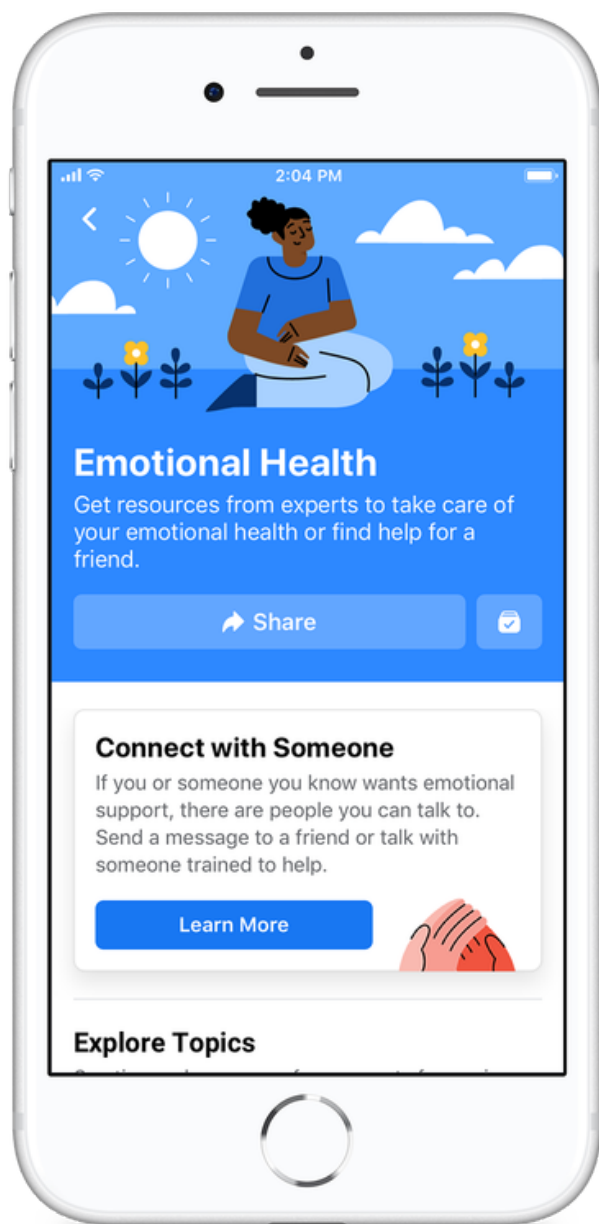 2:04 PM
Emotional Health
Get resources from experts to take care of
your emotional health or find help for a
friend.
Share
Connect with Someone
If you or someone you know wants emotional
support, there are people you can talk to.
Send a message to a friend or talk with
someone trained to help.
Learn More
Explore Topics